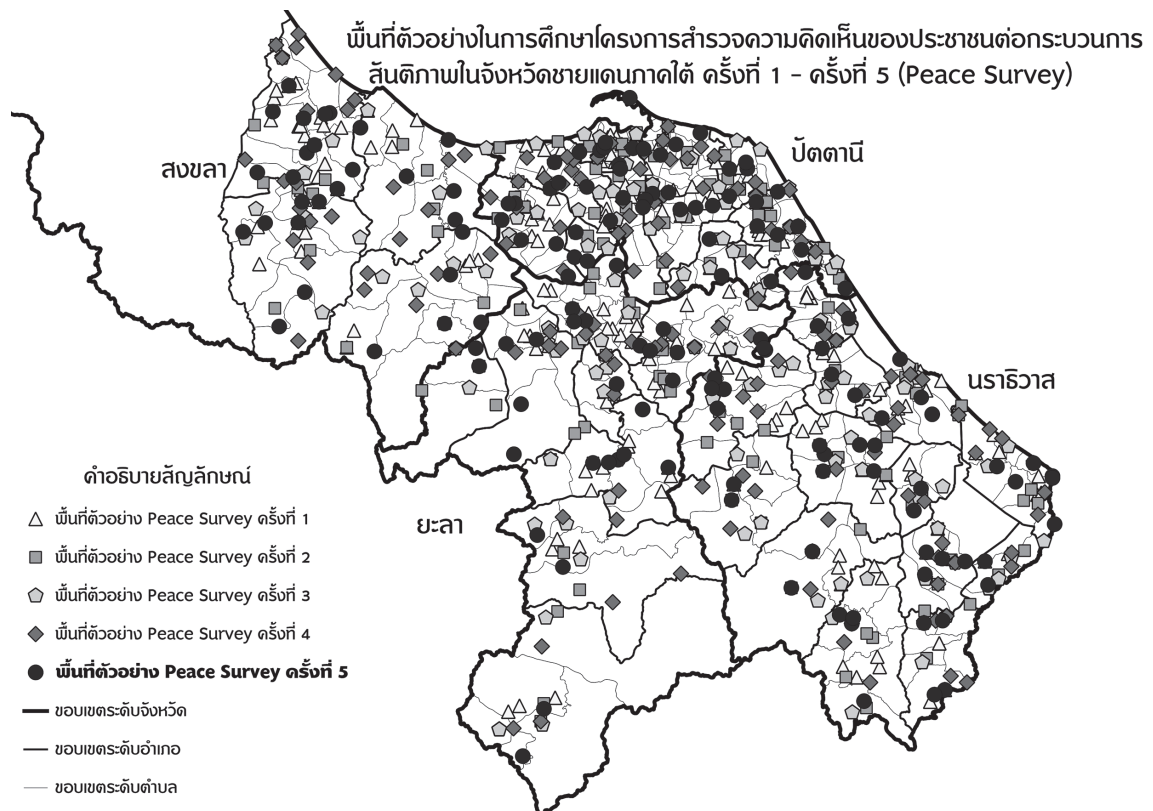 พื้นที่ตัวอย่างในการศึกษาโครงการสำรวจความคิดเห็นของประชาชนต่อกระบวนการ
สันติภาพในจังหวัดชายแดนภาคใต้ ครั้งที่ 1 - ครั้งที่ 5 (Peace Survey)
ปัตตานี
สงขลา
นราธิวาส
ยะลา
คำอธิบายสัญลักษณ์
พื้นที่ตัวอย่าง Peace Survey ครั้งที่ 1
พื้นที่ตัวอย่าง Peace Survey ครั้งที่ 2
พื้นที่ตัวอย่าง Peace Survey ครั้งที่ 3
พื้นที่ตัวอย่าง Peace Survey ครั้งที่ 4
พื้นที่ตัวอย่าง Peace Survey ครั้งที่ 5
ขอบเขตระดับจังหวัด
ขอบเขตระดับอำเภอ
ขอบเขตระดับตำบล